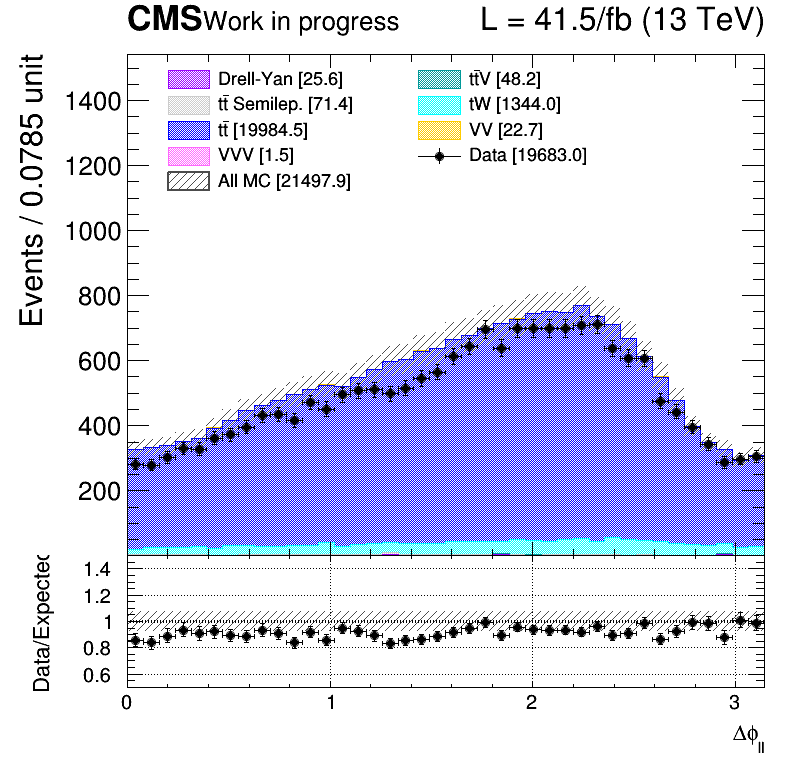 CMS Work in progress L = 41.5/fb (13 TeV)
Events / 0.0785 unit
1400
1200
1000
800
600
400
200
Drell-Yan [25.6]
tt̄ Semilep. [71.4]
tt̄ [19984.5]
VVV [1.5]
All MC [21497.9]
tt̄V [48.2]
tW [1344.0]
VV [22.7]
Data [19683.0]
Data/Expected
1.4
1.2
1
0.8
0.6
0 1 2 3
Δϕ_ll